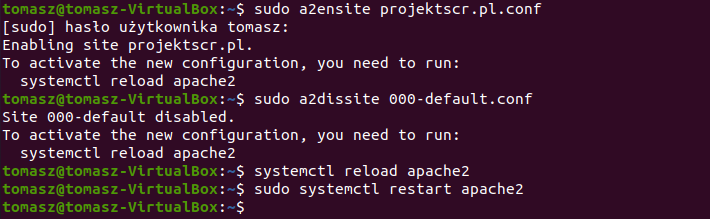 tomasz@tomasz-VirtualBox:~$ sudo a2ensite projektscr.pl.conf
[sudo] hasło użytkownika tomasz:
Enabling site projektscr.pl.
To activate the new configuration, you need to run:
  systemctl reload apache2
tomasz@tomasz-VirtualBox:~$ sudo a2dissite 000-default.conf
Site 000-default disabled.
To activate the new configuration, you need to run:
  systemctl reload apache2
tomasz@tomasz-VirtualBox:~$ systemctl reload apache2
tomasz@tomasz-VirtualBox:~$ sudo systemctl restart apache2
tomasz@tomasz-VirtualBox:~$